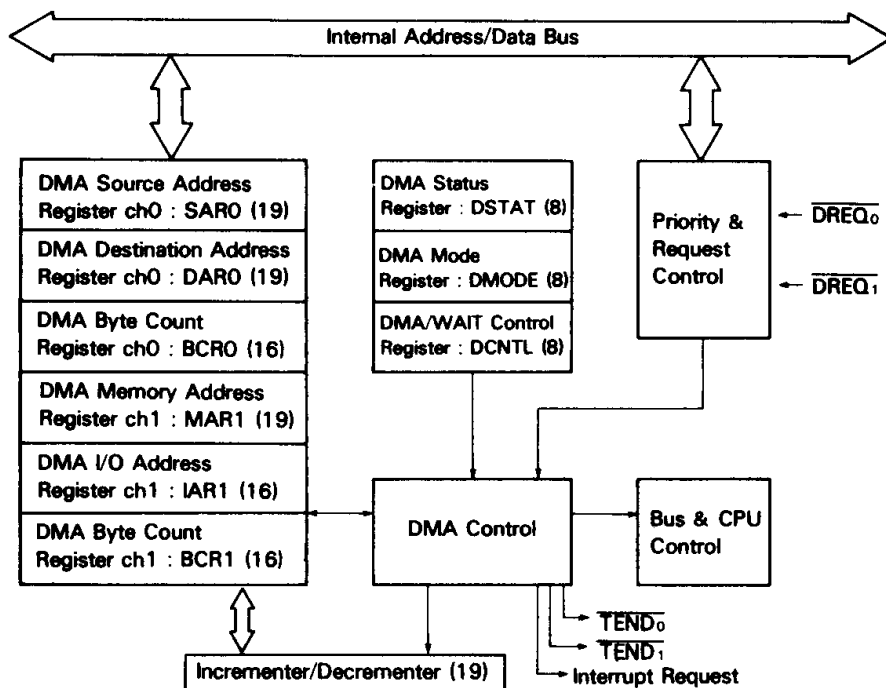 Internal Address/Data Bus
DMA Source Address
Register ch0 : SAR0 (19)
DMA Destination Address
Register ch0 : DAR0 (19)
DMA Byte Count
Register ch0 : BCR0 (16)
DMA Memory Address
Register ch1 : MAR1 (19)
DMA I/O Address
Register ch1 : IAR1 (16)
DMA Byte Count
Register ch1 : BCR1 (16)
DMA Status
Register : DSTAT (8)
DMA Mode
Register : DMODE (8)
DMA/WAIT Control
Register : DCNTL (8)
Priority &
Request
Control
DREQ₀
DREQ₁
DMA Control
Bus & CPU
Control
TEND₀
TEND₁
Interrupt Request
Incrementer/Decrementer (19)